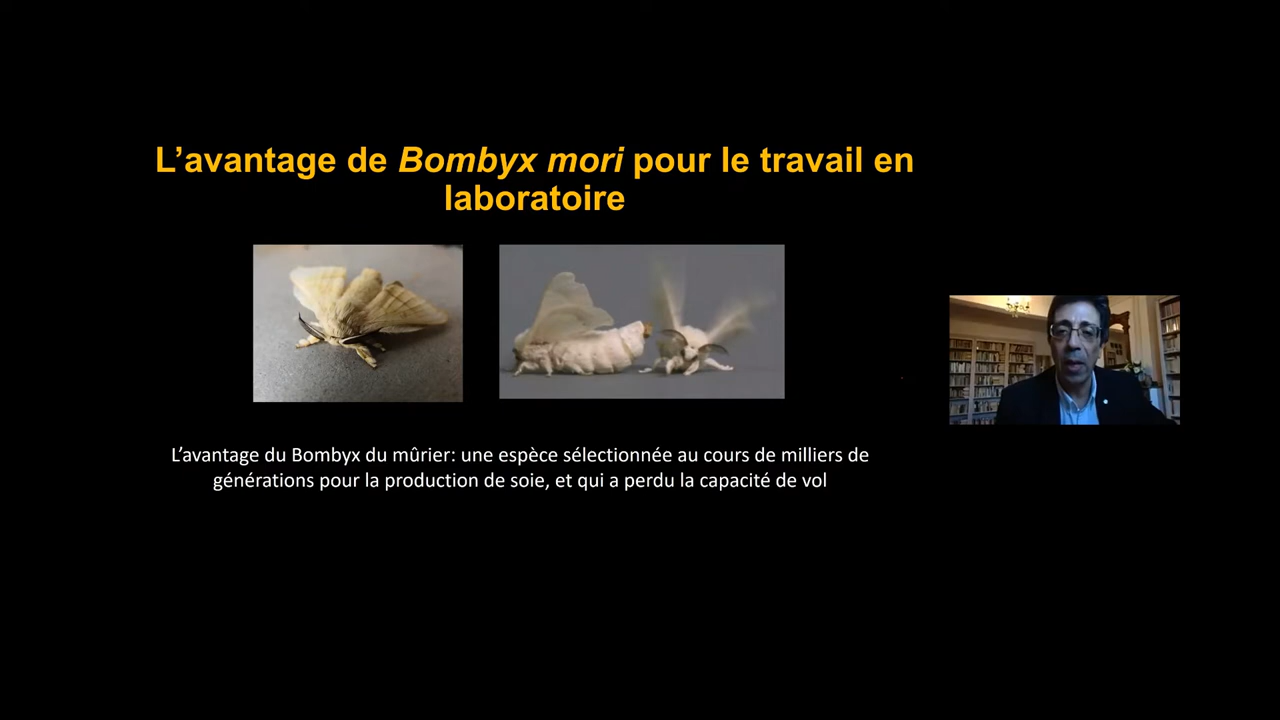 L’avantage de Bombyx mori pour le travail en
laboratoire
L’avantage du Bombyx du mûrier: une espèce sélectionnée au cours de milliers de
générations pour la production de soie, et qui a perdu la capacité de vol